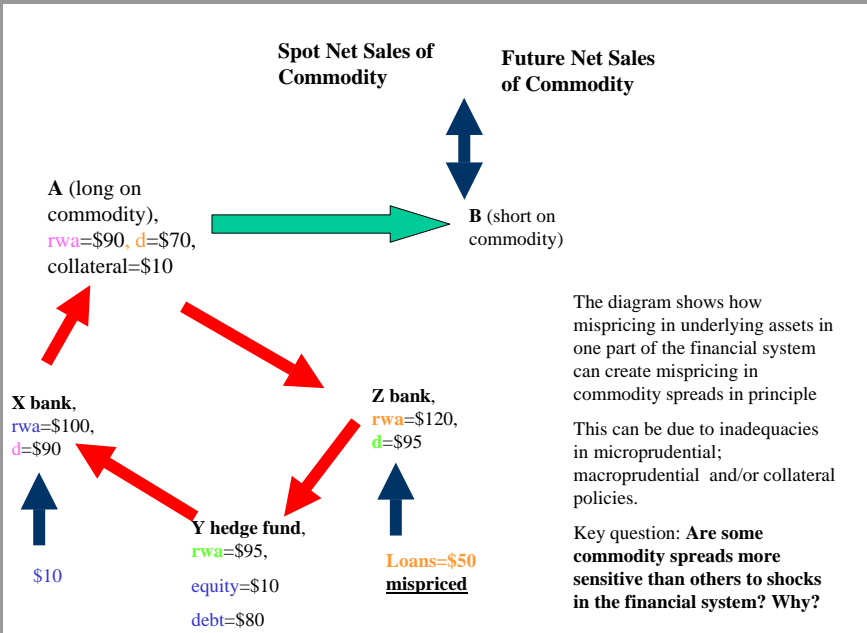 Spot Net Sales of
Commodity
Future Net Sales
of Commodity
A (long on
commodity),
rwa=$90, d=$70,
collateral=$10
B (short on
commodity)
X bank,
rwa=$100,
d=$90
$10
Y hedge fund,
rwa=$95,
equity=$10
debt=$80
Z bank,
rwa=$120,
d=$95
Loans=$50
mispriced
The diagram shows how
mispricing in underlying assets in
one part of the financial system
can create mispricing in
commodity spreads in principle
This can be due to inadequacies
in microprudential;
macroprudential and/or collateral
policies.
Key question: Are some
commodity spreads more
sensitive than others to shocks
in the financial system? Why?